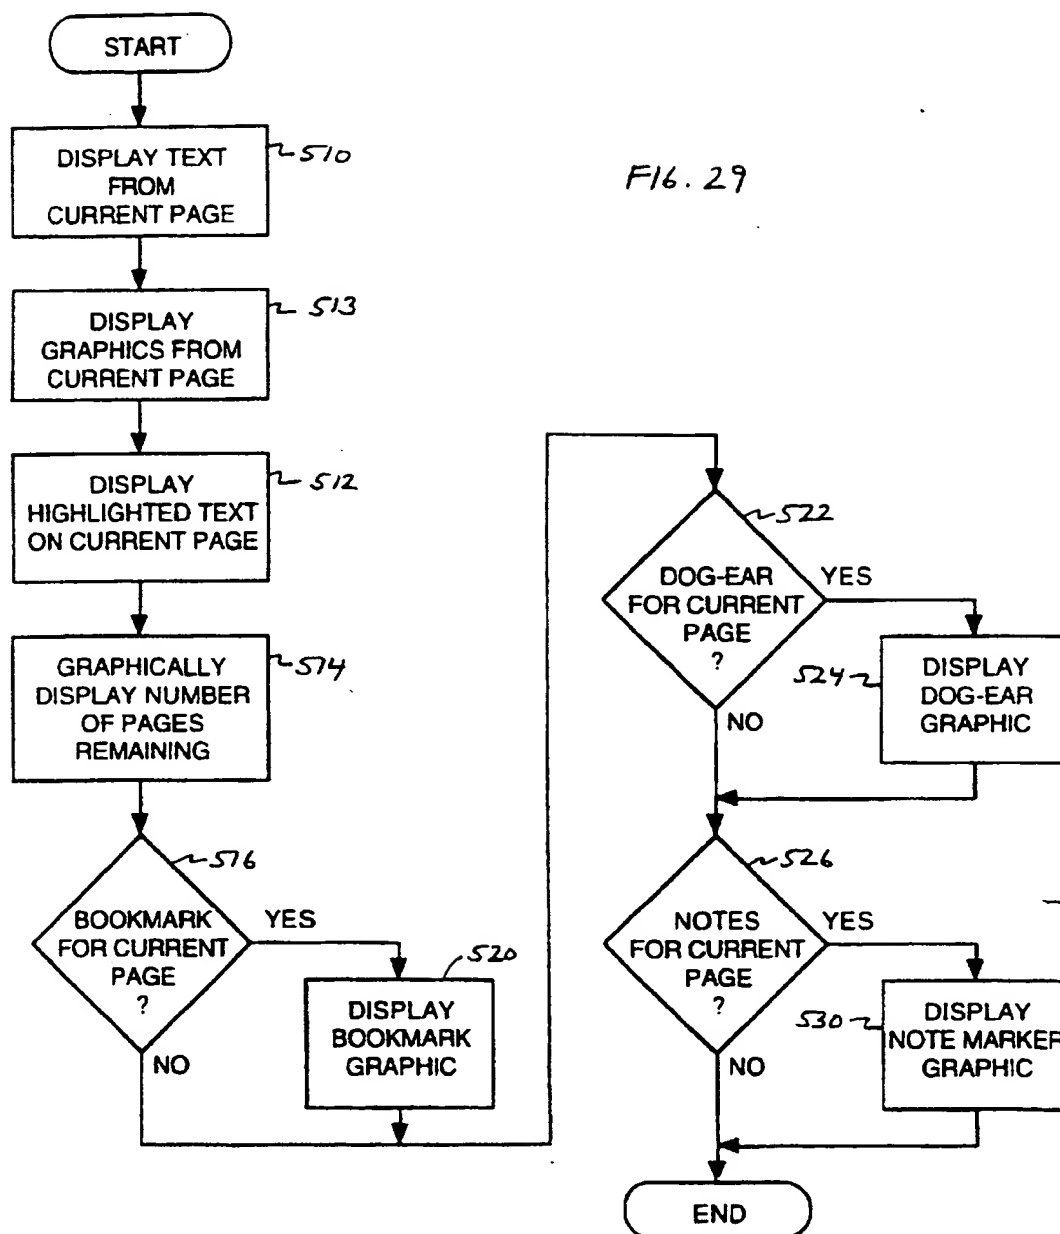 START
DISPLAY TEXT
FROM
CURRENT PAGE
510
FIG. 29
DISPLAY
GRAPHICS FROM
CURRENT PAGE
513
DISPLAY
HIGHLIGHTED TEXT
ON CURRENT PAGE
512
GRAPHICALLY
DISPLAY NUMBER
OF PAGES
REMAINING
514
BOOKMARK
FOR CURRENT
PAGE
?
516
YES
NO
520
DISPLAY
BOOKMARK
GRAPHIC
522
DOG-EAR
FOR CURRENT
PAGE
?
YES
NO
524
DISPLAY
DOG-EAR
GRAPHIC
526
NOTES
FOR CURRENT
PAGE
?
YES
NO
530
DISPLAY
NOTE MARKER
GRAPHIC
END